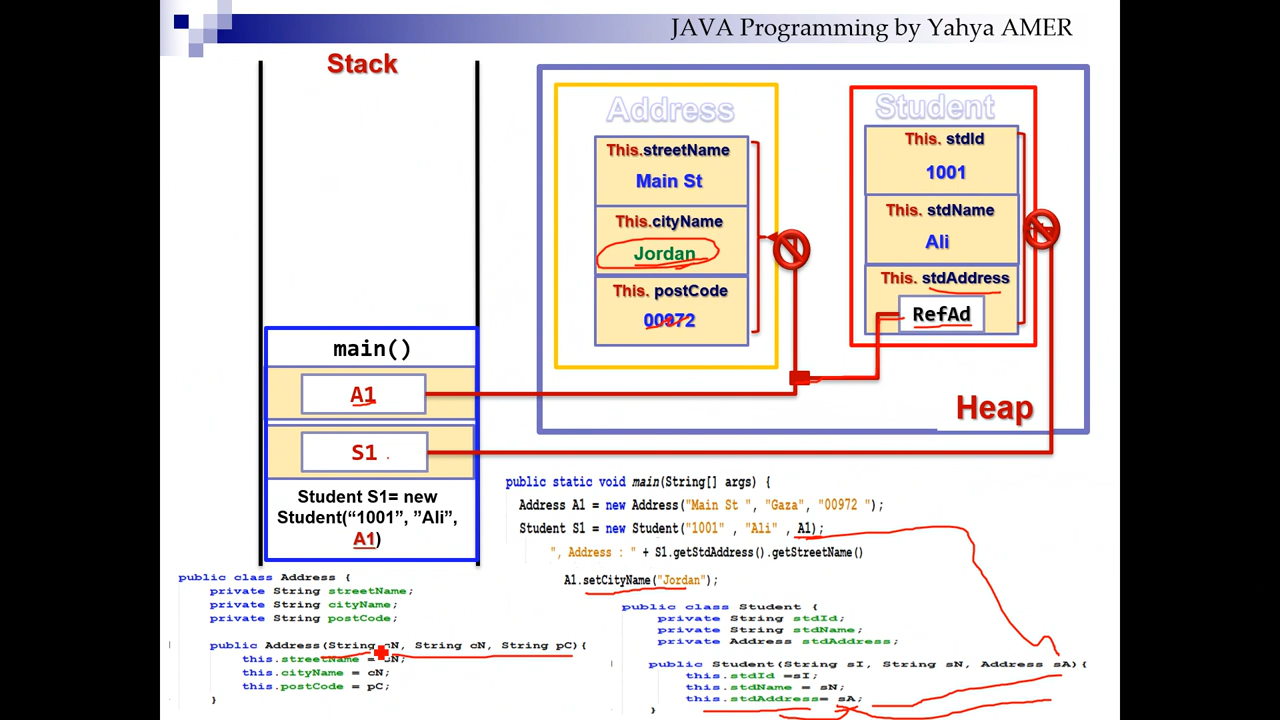 JAVA Programming by Yahya AMER
Stack
Address
This.streetName
Main St
This.cityName
Jordan
This. postCode
00972
Student
This. stdId
1001
This. stdName
Ali
This. stdAddress
RefAd
Heap
main()
A1
S1
Student S1= new
Student(“1001”, ”Ali”,
A1)
public static void main(String[] args) {
Address A1 = new Address("Main St ", "Gaza", "00972 ");
Student S1 = new Student("1001" , "Ali" , A1);
", Address : " + S1.getStdAddress().getStreetName()
A1.setCityName("Jordan");
public class Address {
private String streetName;
private String cityName;
private String postCode;
public Address(String N, String cN, String pC){
this.streetName = N;
this.cityName = cN;
this.postCode = pC;
}
public class Student {
private String stdId;
private String stdName;
private Address stdAddress;
public Student(String sI, String sN, Address sA){
this.stdId =sI;
this.stdName = sN;
this.stdAddress= sA;
}